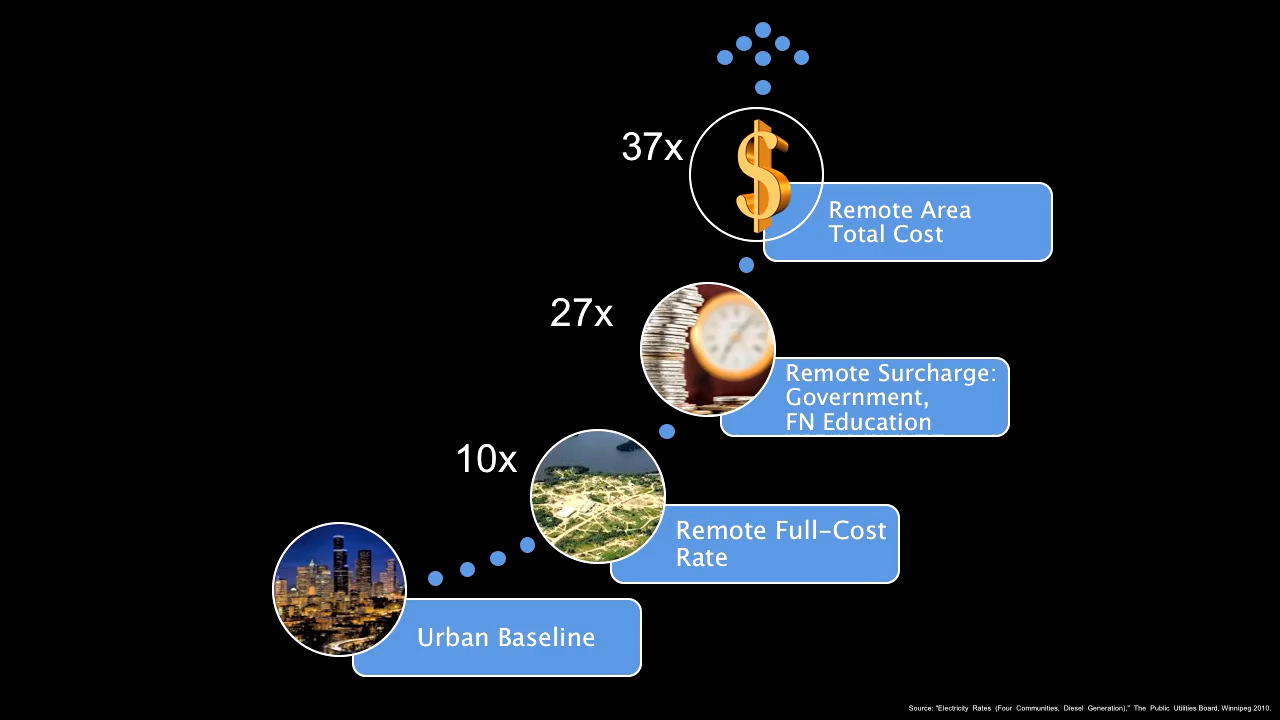 37x
Remote Area
Total Cost
27x
Remote Surcharge:
Government,
FN Education
10x
Remote Full-Cost
Rate
Urban Baseline
Source: "Electricity Rates (Four Communities, Diesel Generation)," The Public Utilities Board, Winnipeg 2010.